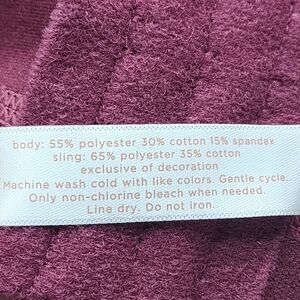 body: 55% polyester 30% cotton 15% spandex
sling: 65% polyester 35% cotton
exclusive of decoration
Machine wash cold with like colors. Gentle cycle.
Only non-chlorine bleach when needed.
Line dry. Do not iron.